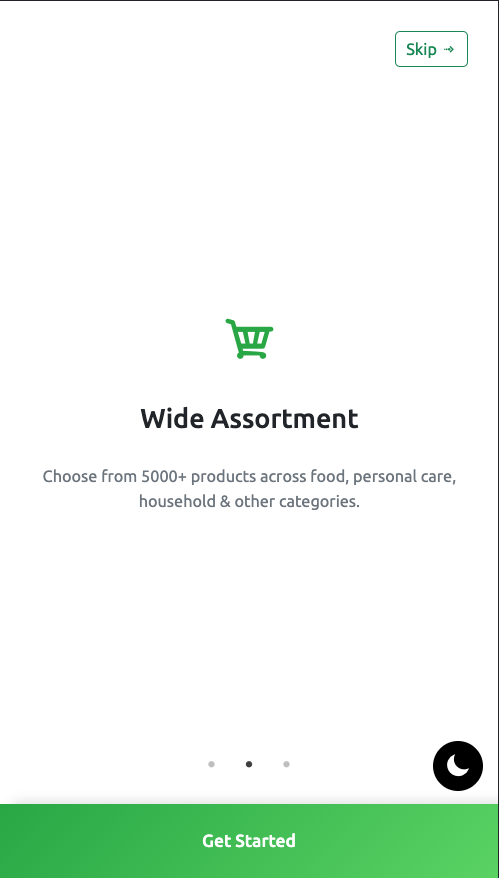 Skip
Wide Assortment
Choose from 5000+ products across food, personal care,
household & other categories.
Get Started